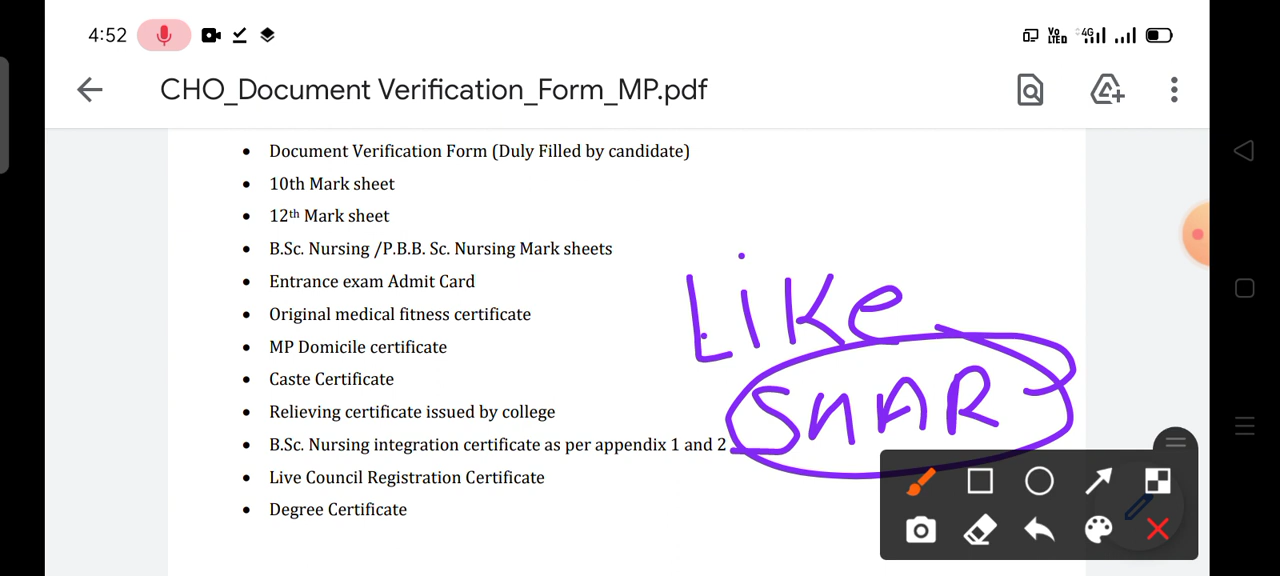 4:52 Vo LTED 4G
CHO_Document Verification_Form_MP.pdf
• Document Verification Form (Duly Filled by candidate)
• 10th Mark sheet
• 12th Mark sheet
• B.Sc. Nursing /P.B.B. Sc. Nursing Mark sheets
• Entrance exam Admit Card
• Original medical fitness certificate
• MP Domicile certificate
• Caste Certificate
• Relieving certificate issued by college
• B.Sc. Nursing integration certificate as per appendix 1 and 2
• Live Council Registration Certificate
• Degree Certificate
Like
SHAR